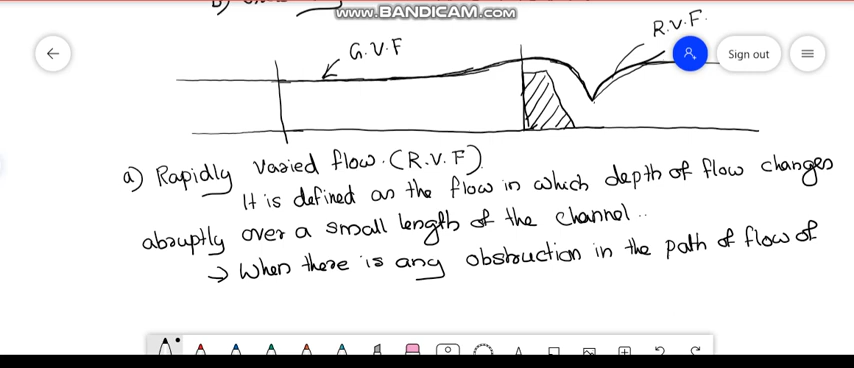 www.BANDICAM.com
G.V.F
R.V.F.
Sign out
a) Rapidly Varied flow. (R.V.F)
It is defined as the flow in which depth of flow changes
abruptly over a small length of the channel..
→ When there is any obstruction in the path of flow of